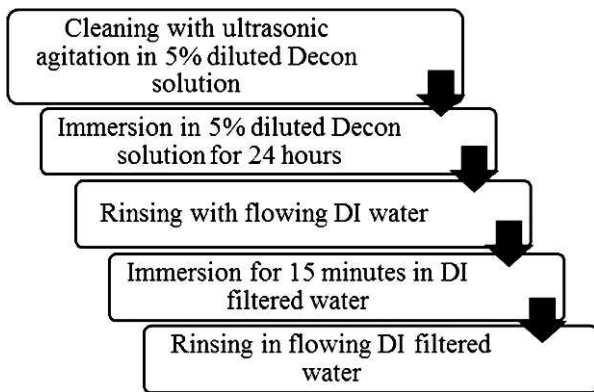 Cleaning with ultrasonic
agitation in 5% diluted Decon
solution
Immersion in 5% diluted Decon
solution for 24 hours
Rinsing with flowing DI water
Immersion for 15 minutes in DI
filtered water
Rinsing in flowing DI filtered
water